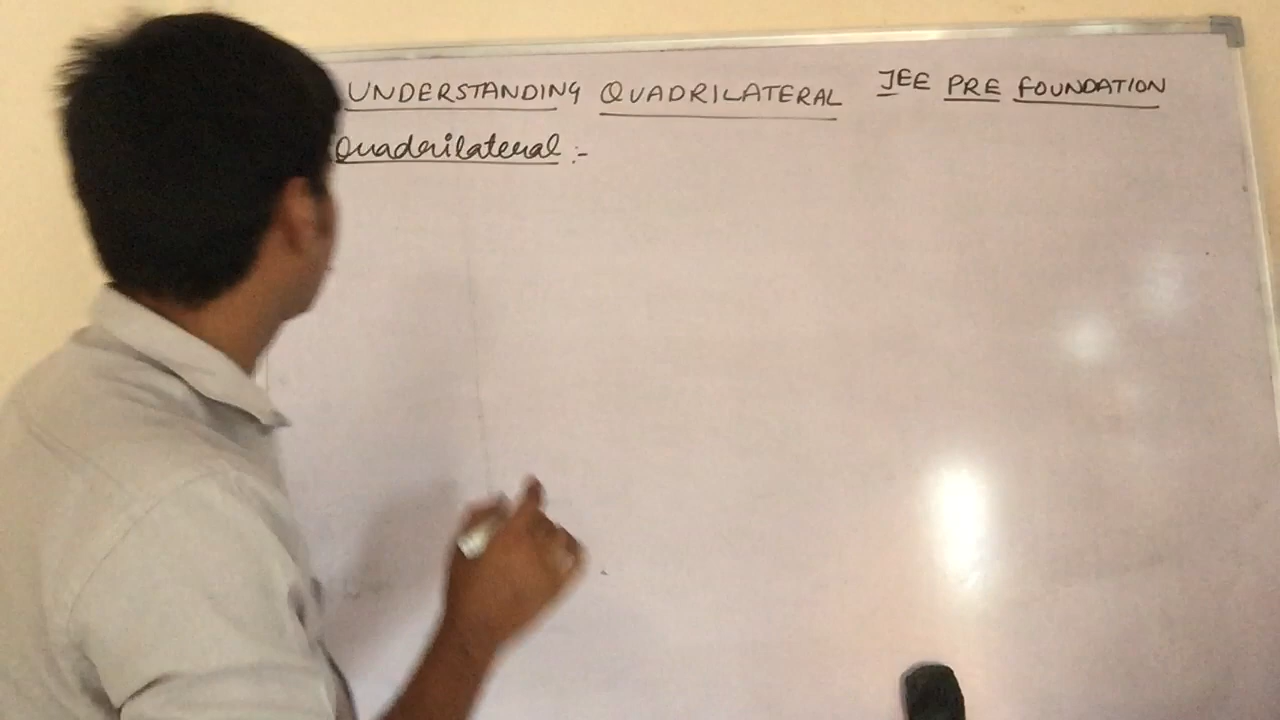 UNDERSTANDING QUADRILATERAL JEE PRE FOUNDATION
Quadrilateral :-